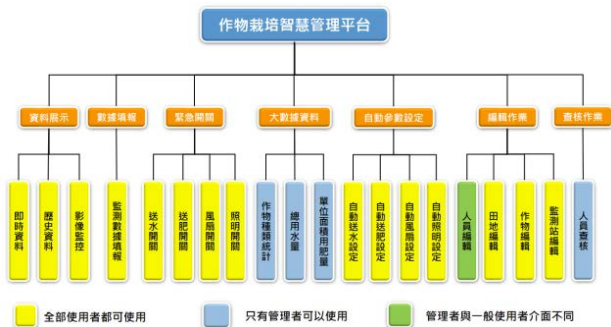 作物栽培智慧管理平台
資料展示
數據填報
緊急開關
大數據資料
自動參數設定
編輯作業
查核作業
即時資料
歷史資料
影像監控
監測數據填報
送水開關
送肥開關
風扇開關
照明開關
作物種類統計
總用水量
單位面積用肥量
自動送水設定
自動送肥設定
自動風扇設定
自動照明設定
人員編輯
田地編輯
作物編輯
監測站編輯
人員查核
全部使用者都可使用
只有管理者可以使用
管理者與一般使用者介面不同